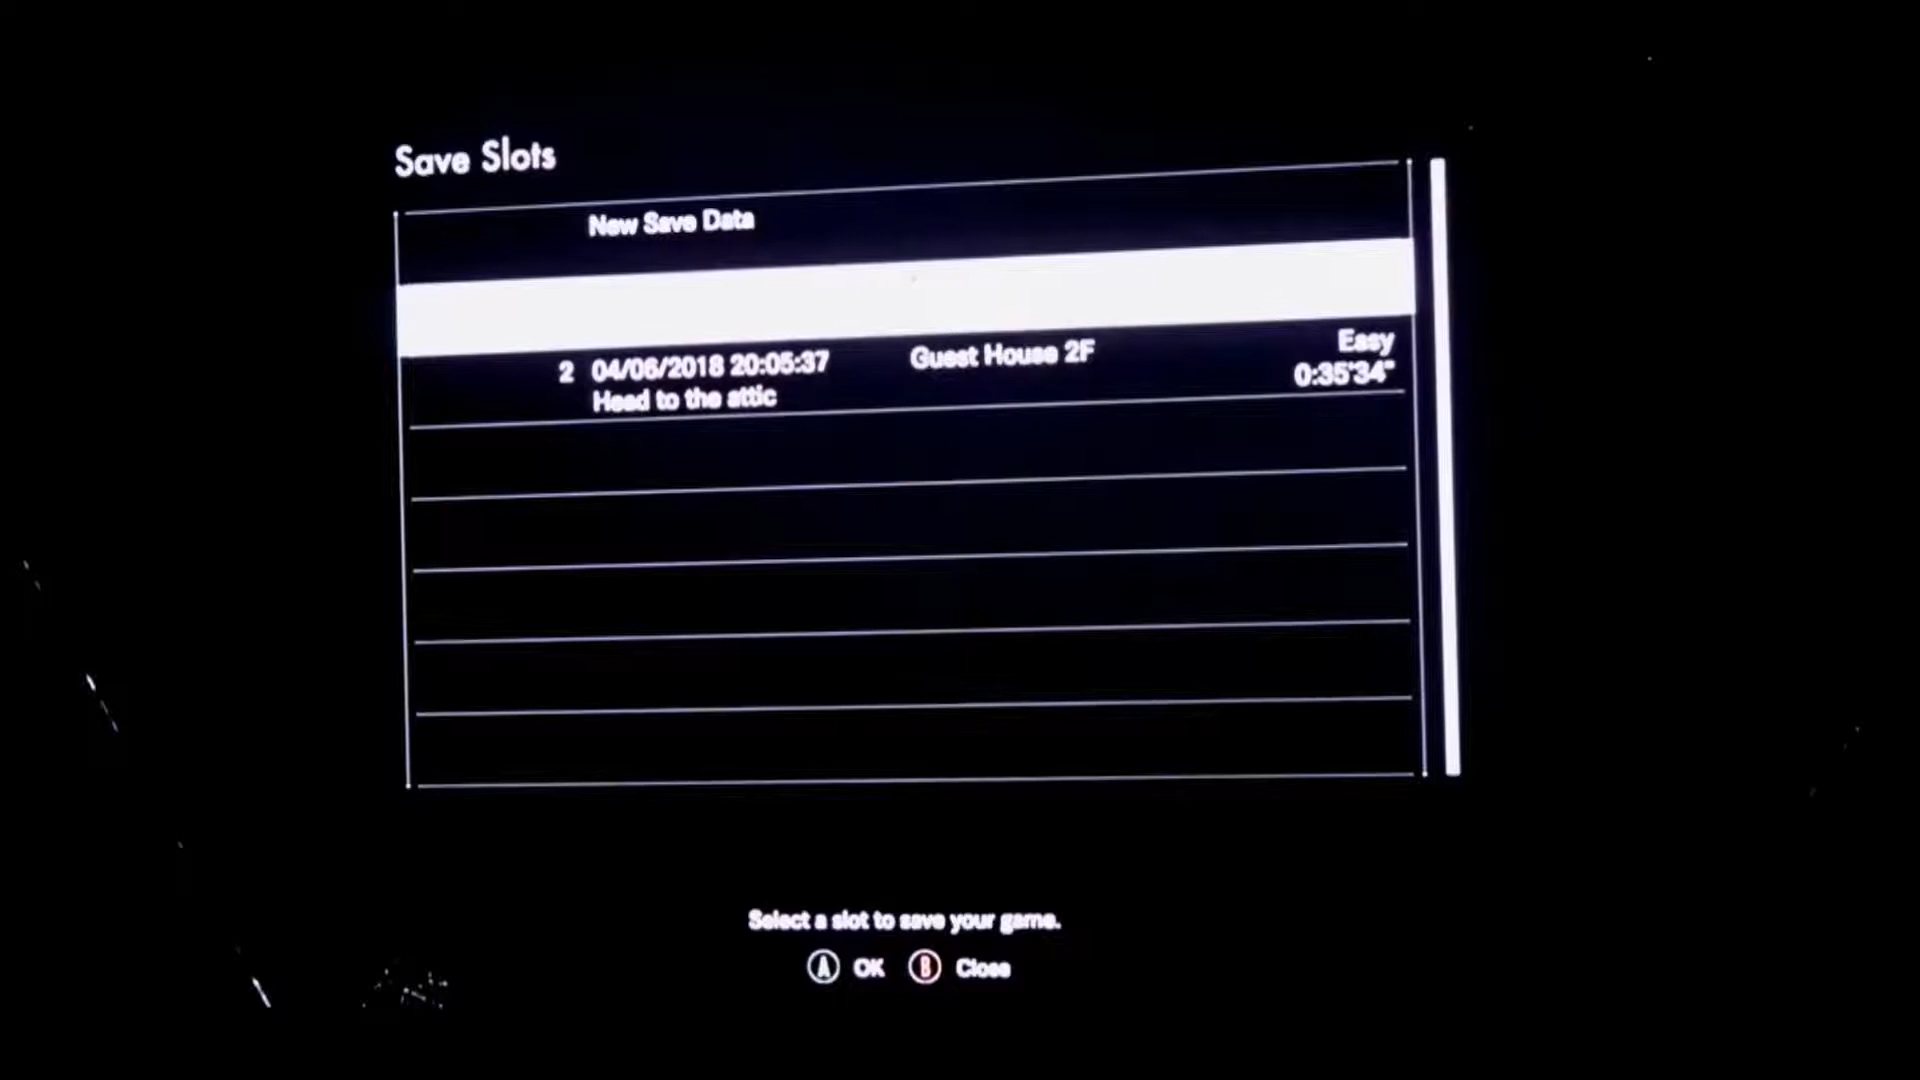 Save Slots
New Save Data
2 04/06/2018 20:05:37 Guest House 2F Easy
Head to the attic 0:35'34"
Select a slot to save your game.
A OK B Close